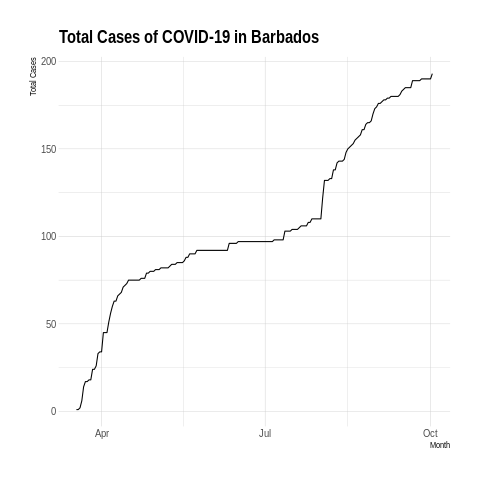 Total Cases of COVID-19 in Barbados
Total Cases
200
150
100
50
0
Apr
Jul
Oct
Month